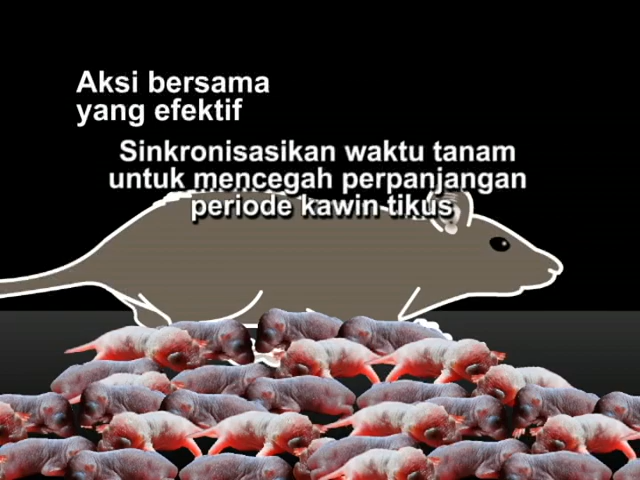 Aksi bersama
yang efektif
Sinkronisasikan waktu tanam
untuk mencegah perpanjangan
periode kawin tikus